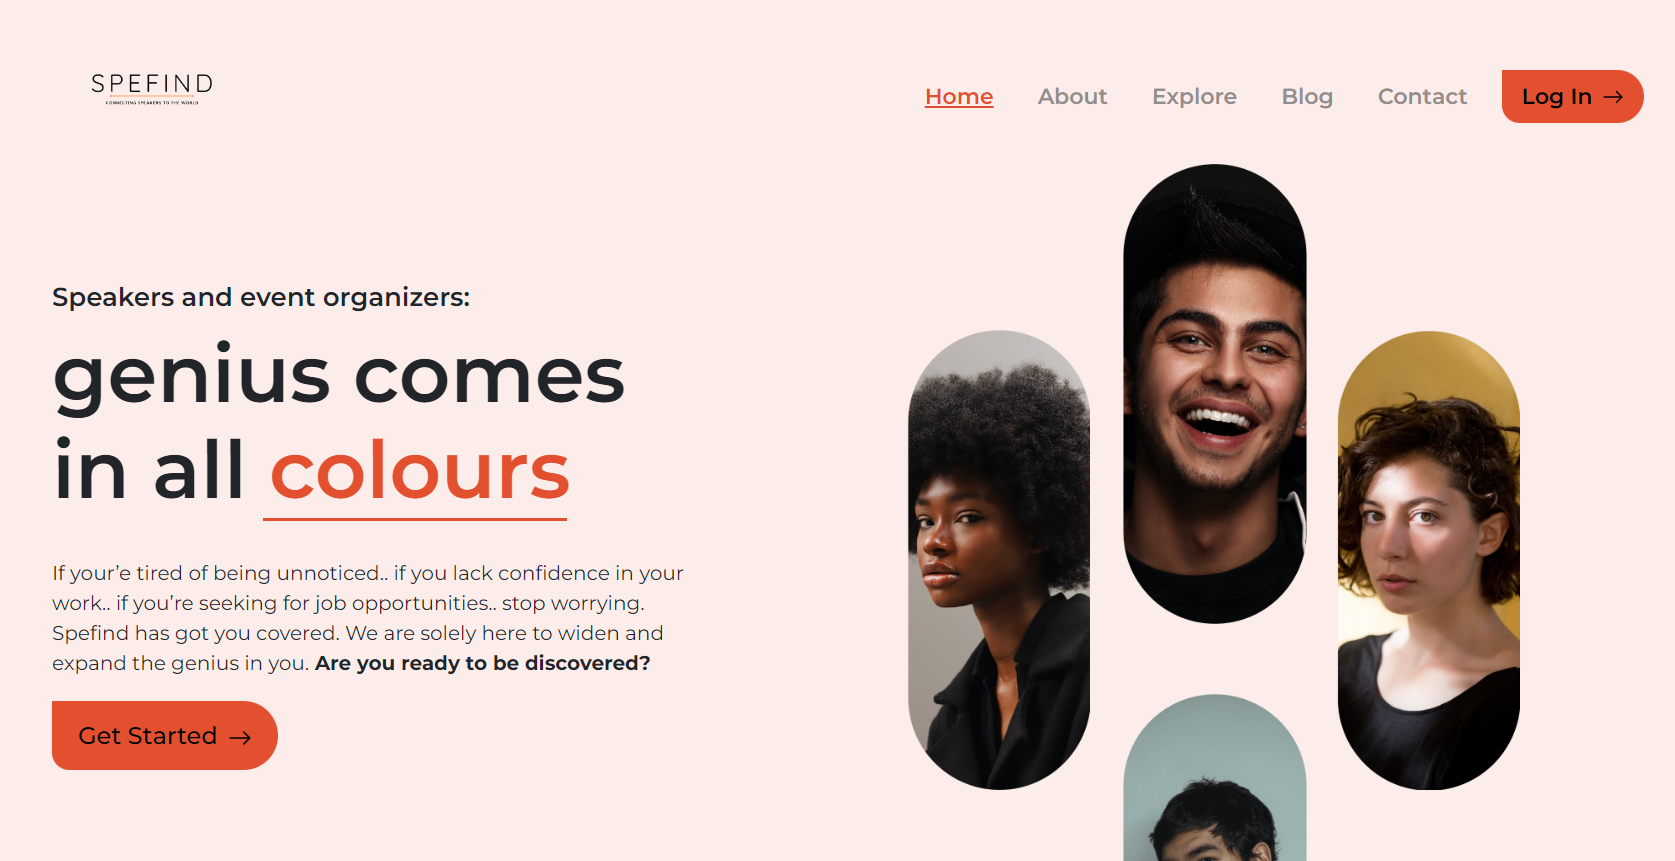 SPEFIND
CONNECTING SPEAKERS TO THE WORLD
Home About Explore Blog Contact Log In →
Speakers and event organizers:
genius comes
in all colours
If your'e tired of being unnoticed.. if you lack confidence in your
work.. if you're seeking for job opportunities.. stop worrying.
Spefind has got you covered. We are solely here to widen and
expand the genius in you. Are you ready to be discovered?
Get Started →